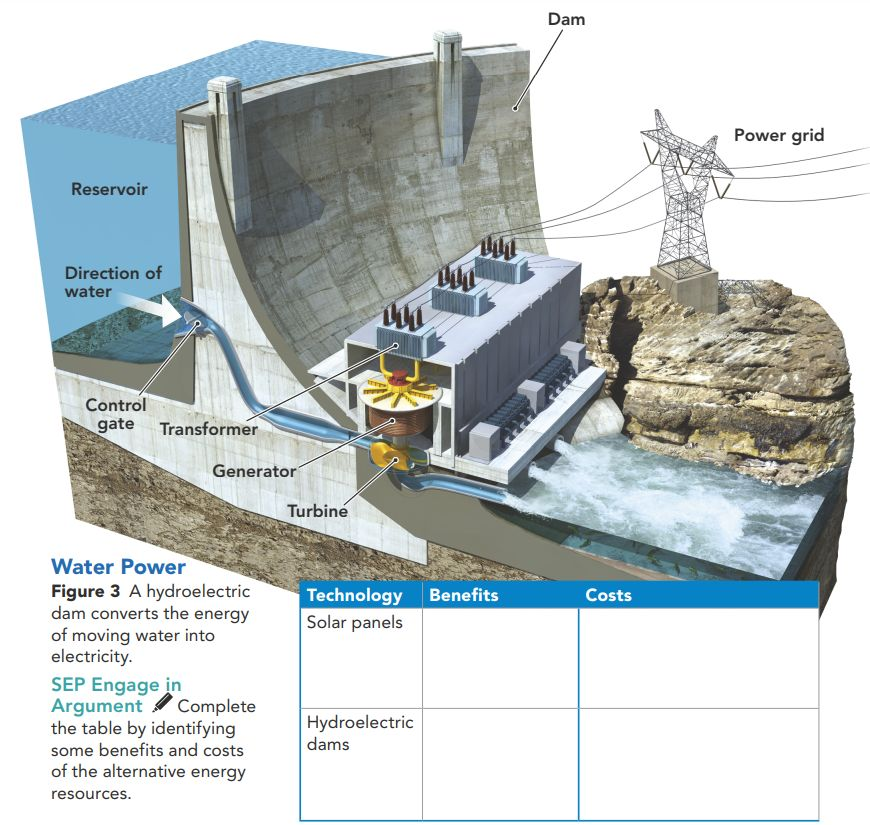 Dam
Power grid
Reservoir
Direction of
water
Control
gate
Transformer
Generator
Turbine
Water Power
Figure 3 A hydroelectric
dam converts the energy
of moving water into
electricity.
SEP Engage in
Argument Complete
the table by identifying
some benefits and costs
of the alternative energy
resources.
Technology Benefits Costs
Solar panels
Hydroelectric
dams